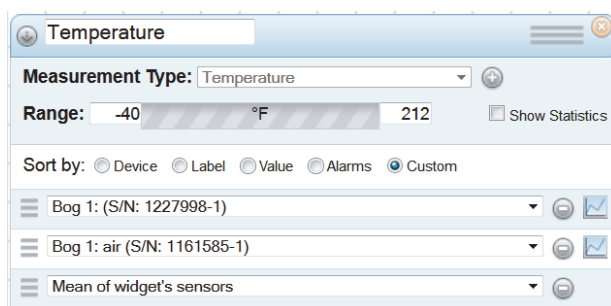 Temperature
Measurement Type: Temperature
Range: -40 °F 212 Show Statistics
Sort by: Device Label Value Alarms Custom
Bog 1: (S/N: 1227998-1)
Bog 1: air (S/N: 1161585-1)
Mean of widget's sensors